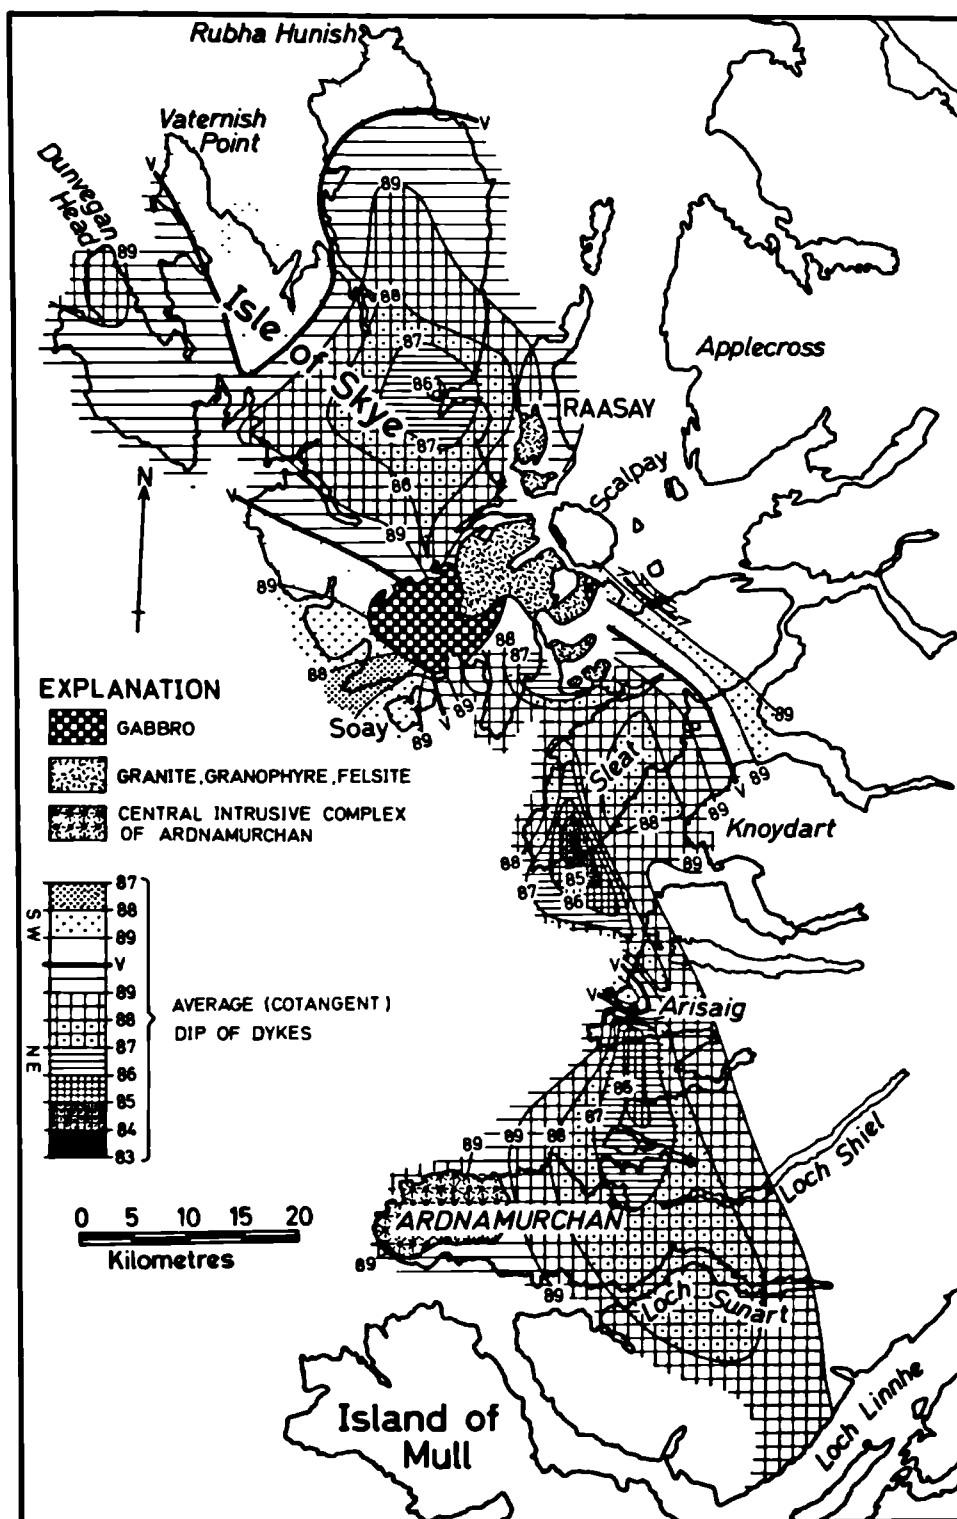 Rubha Hunish
Vaternish
Point
Dunvegan
Head
V
V
89
89
Isle of Skye
88
87
86
87
86
89
Applecross
RAASAY
Scalpay
N
V
89
88
87
88
Soay
89
V
89
89
89
V
89
Sleat
88
Knoydart
89
88
87
85
86
V
V
Arisaig
86
87
88
89
89
Loch Shiel
ARDNAMURCHAN
89
89
Loch Sunart
Island of
Mull
Loch Linnhe
EXPLANATION
GABBRO
GRANITE, GRANOPHYRE, FELSITE
CENTRAL INTRUSIVE COMPLEX
OF ARDNAMURCHAN
SW
NE
87
88
89
V
89
88
87
86
85
84
83
AVERAGE (COTANGENT)
DIP OF DYKES
0 5 10 15 20
Kilometres